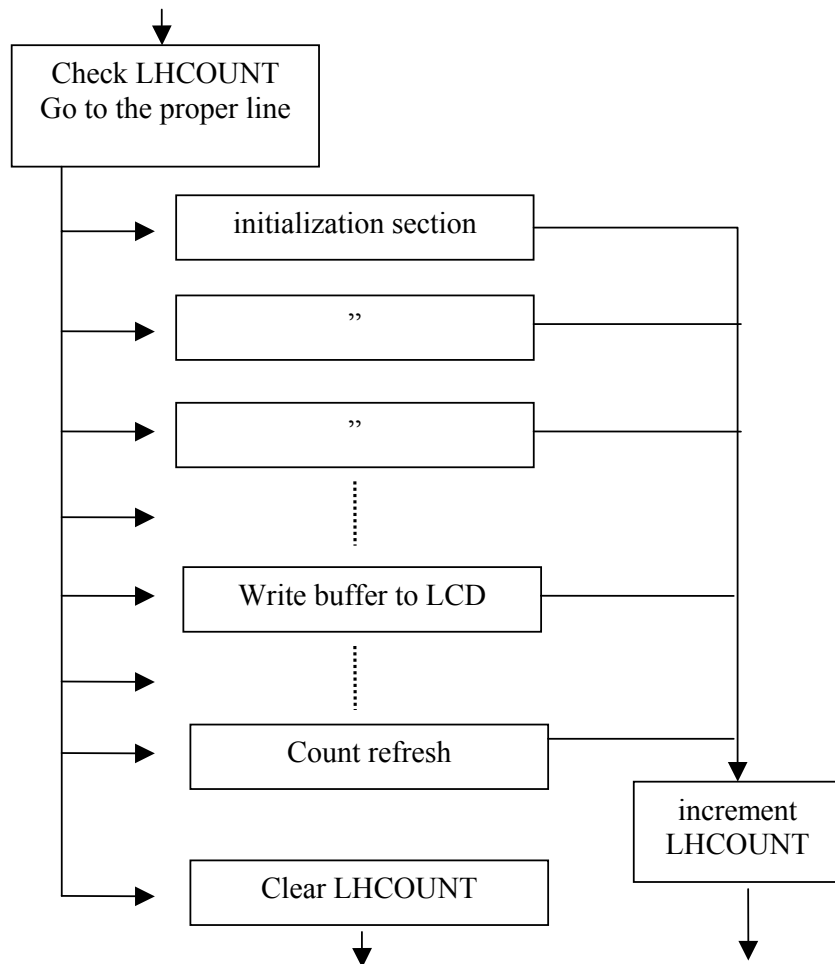 Check LHCOUNT
Go to the proper line
initialization section
”
”
Write buffer to LCD
Count refresh
increment
LHCOUNT
Clear LHCOUNT